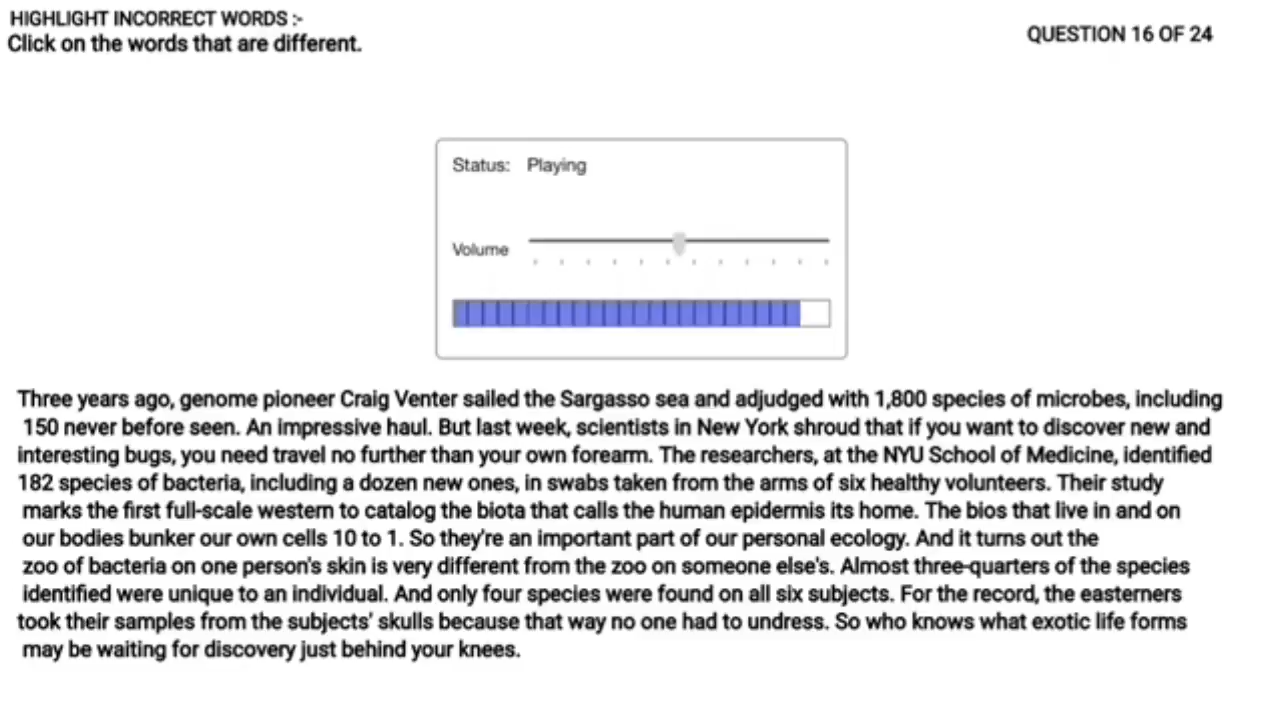 HIGHLIGHT INCORRECT WORDS :-
Click on the words that are different.
QUESTION 16 OF 24
Status: Playing
Volume
Three years ago, genome pioneer Craig Venter sailed the Sargasso sea and adjudged with 1,800 species of microbes, including
150 never before seen. An impressive haul. But last week, scientists in New York shroud that if you want to discover new and
interesting bugs, you need travel no further than your own forearm. The researchers, at the NYU School of Medicine, identified
182 species of bacteria, including a dozen new ones, in swabs taken from the arms of six healthy volunteers. Their study
marks the first full-scale western to catalog the biota that calls the human epidermis its home. The bios that live in and on
our bodies bunker our own cells 10 to 1. So they're an important part of our personal ecology. And it turns out the
zoo of bacteria on one person's skin is very different from the zoo on someone else's. Almost three-quarters of the species
identified were unique to an individual. And only four species were found on all six subjects. For the record, the easterners
took their samples from the subjects' skulls because that way no one had to undress. So who knows what exotic life forms
may be waiting for discovery just behind your knees.